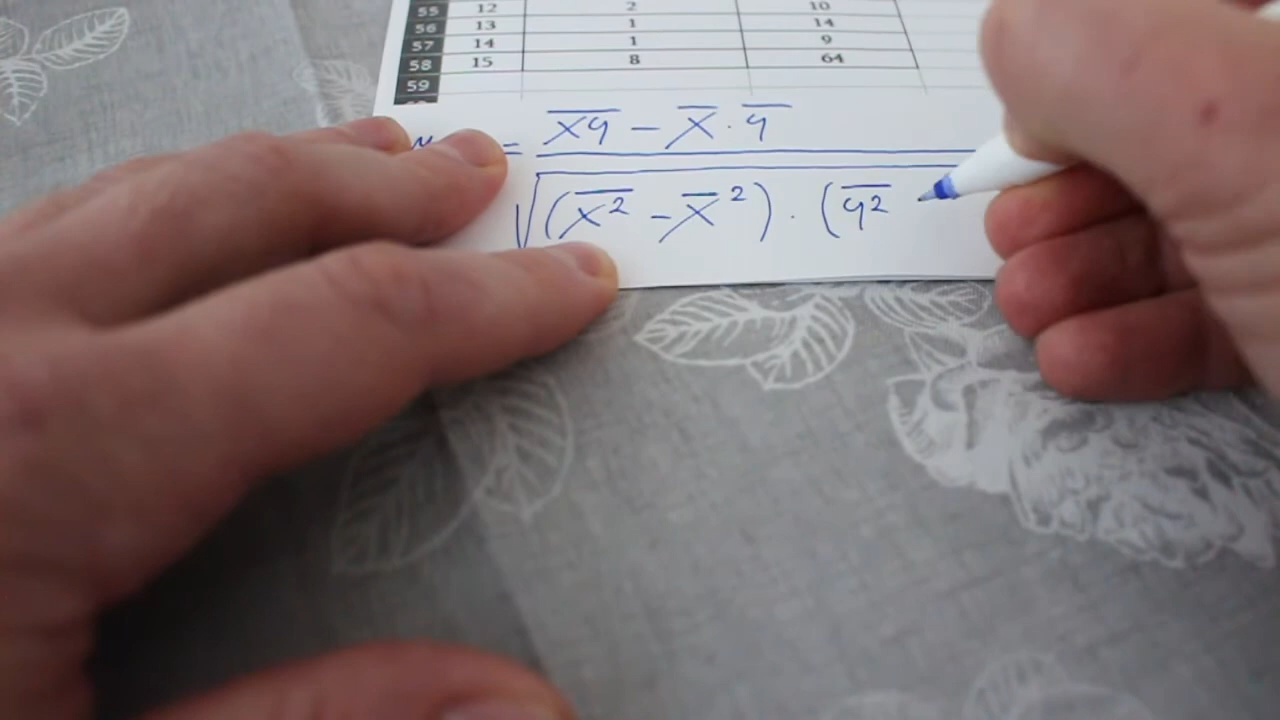 55 12 2 10
56 13 1 14
57 14 1 9
58 15 8 64
59
= x̅y̅ − x̅ · y̅
√(x̅²̅ − x̅²) · (y̅²̅